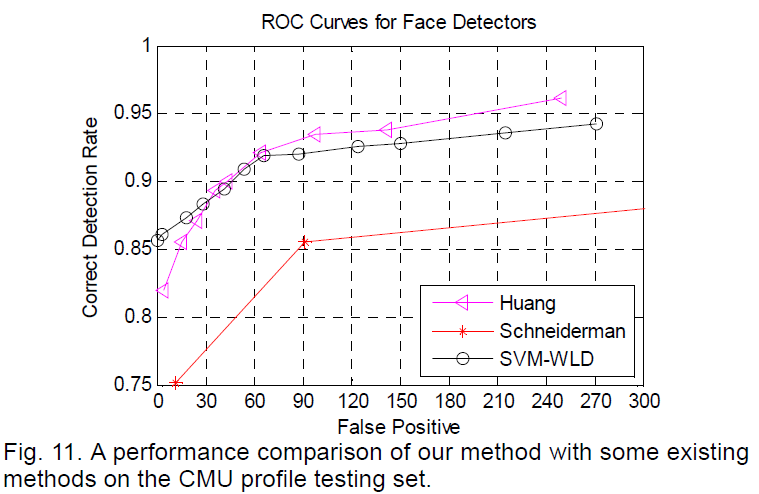 ROC Curves for Face Detectors
1
0.95
0.9
0.85
0.8
0.75
Correct Detection Rate
0 30 60 90 120 150 180 210 240 270 300
False Positive
Huang
Schneiderman
SVM-WLD
Fig. 11. A performance comparison of our method with some existing
methods on the CMU profile testing set.